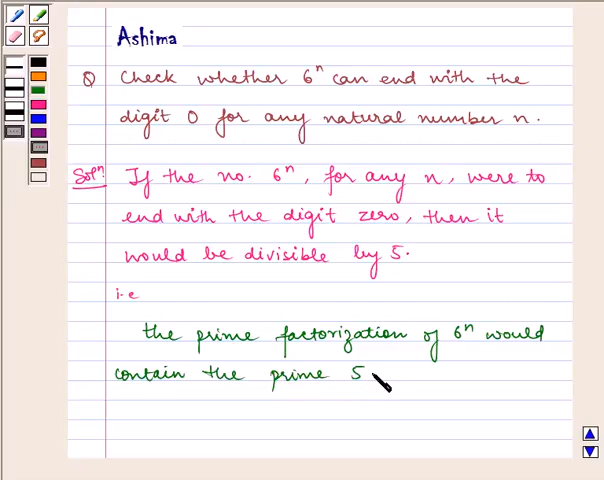 Ashima
Q Check whether 6ⁿ can end with the
digit 0 for any natural number n.
Solⁿ: If the no. 6ⁿ, for any n, were to
end with the digit zero, then it
would be divisible by 5.
i.e
the prime factorization of 6ⁿ would
contain the prime 5